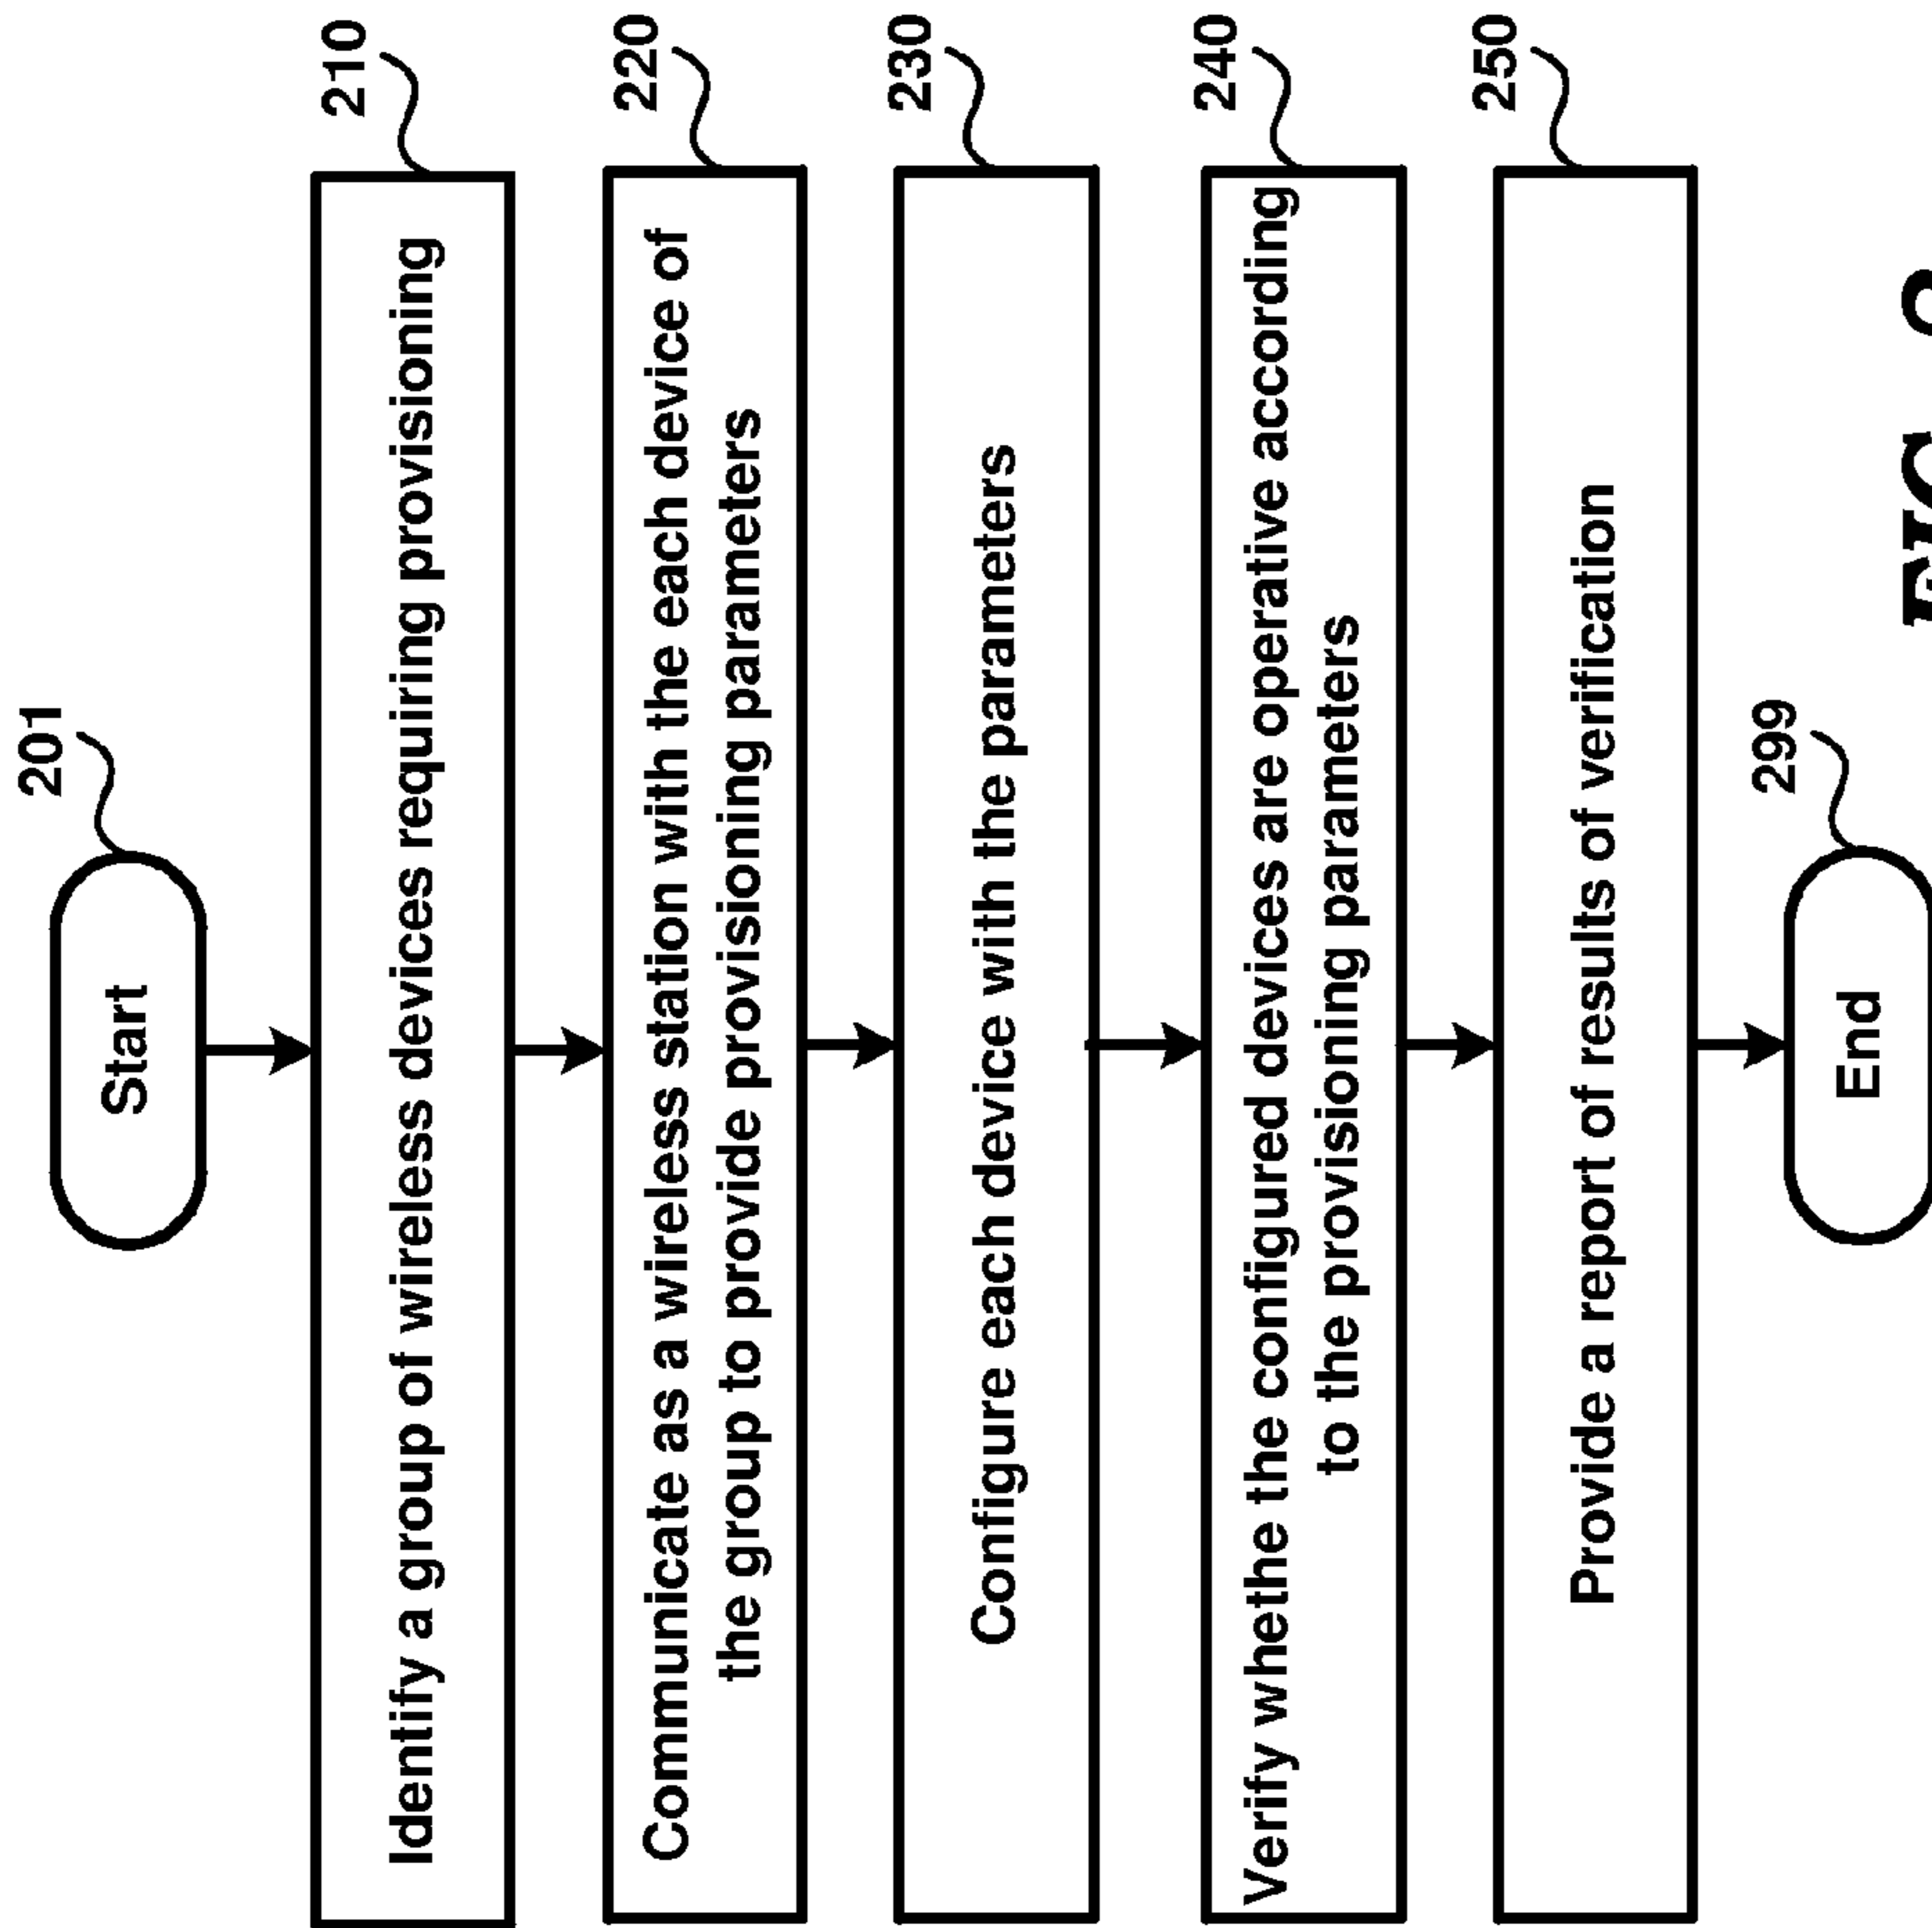 201
Start
210
Identify a group of wireless devices requiring provisioning
220
Communicate as a wireless station with the each device of
the group to provide provisioning parameters
230
Configure each device with the parameters
240
Verify whethe the configured devices are operative according
to the provisioning parameters
250
Provide a report of results of verification
299
End